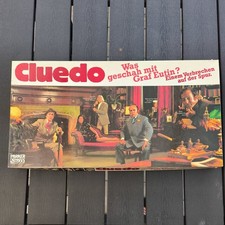 Cluedo
Was
geschah mit
Graf Eutin?
Einem Verbrechen
auf der Spur.
PARKER